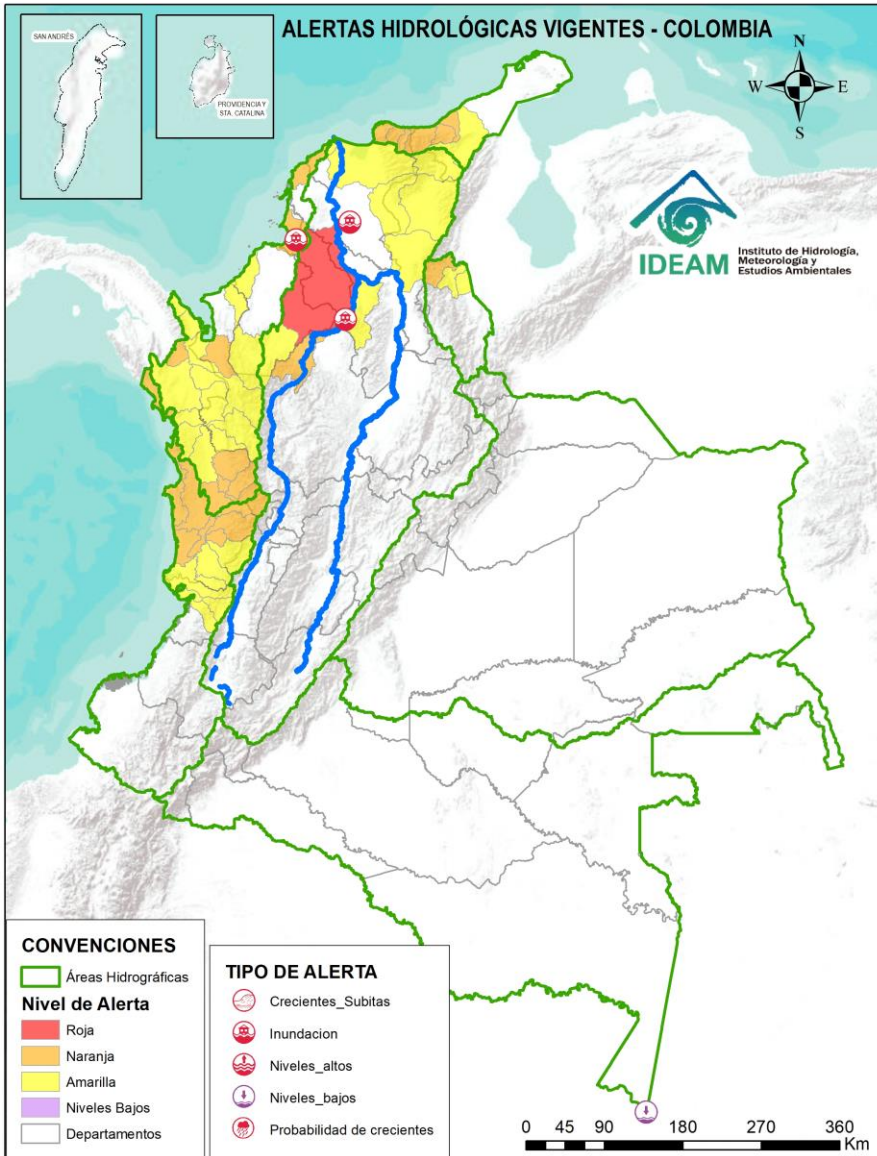 ALERTAS HIDROLÓGICAS VIGENTES - COLOMBIA
SAN ANDRÉS
PROVIDENCIA Y
STA. CATALINA
N
W
E
S
IDEAM
Instituto de Hidrología,
Meteorología y
Estudios Ambientales
CONVENCIONES
Áreas Hidrográficas
Nivel de Alerta
Roja
Naranja
Amarilla
Niveles Bajos
Departamentos
TIPO DE ALERTA
Crecientes_Subitas
Inundacion
Niveles_altos
Niveles_bajos
Probabilidad de crecientes
0 45 90 180 270 360
Km